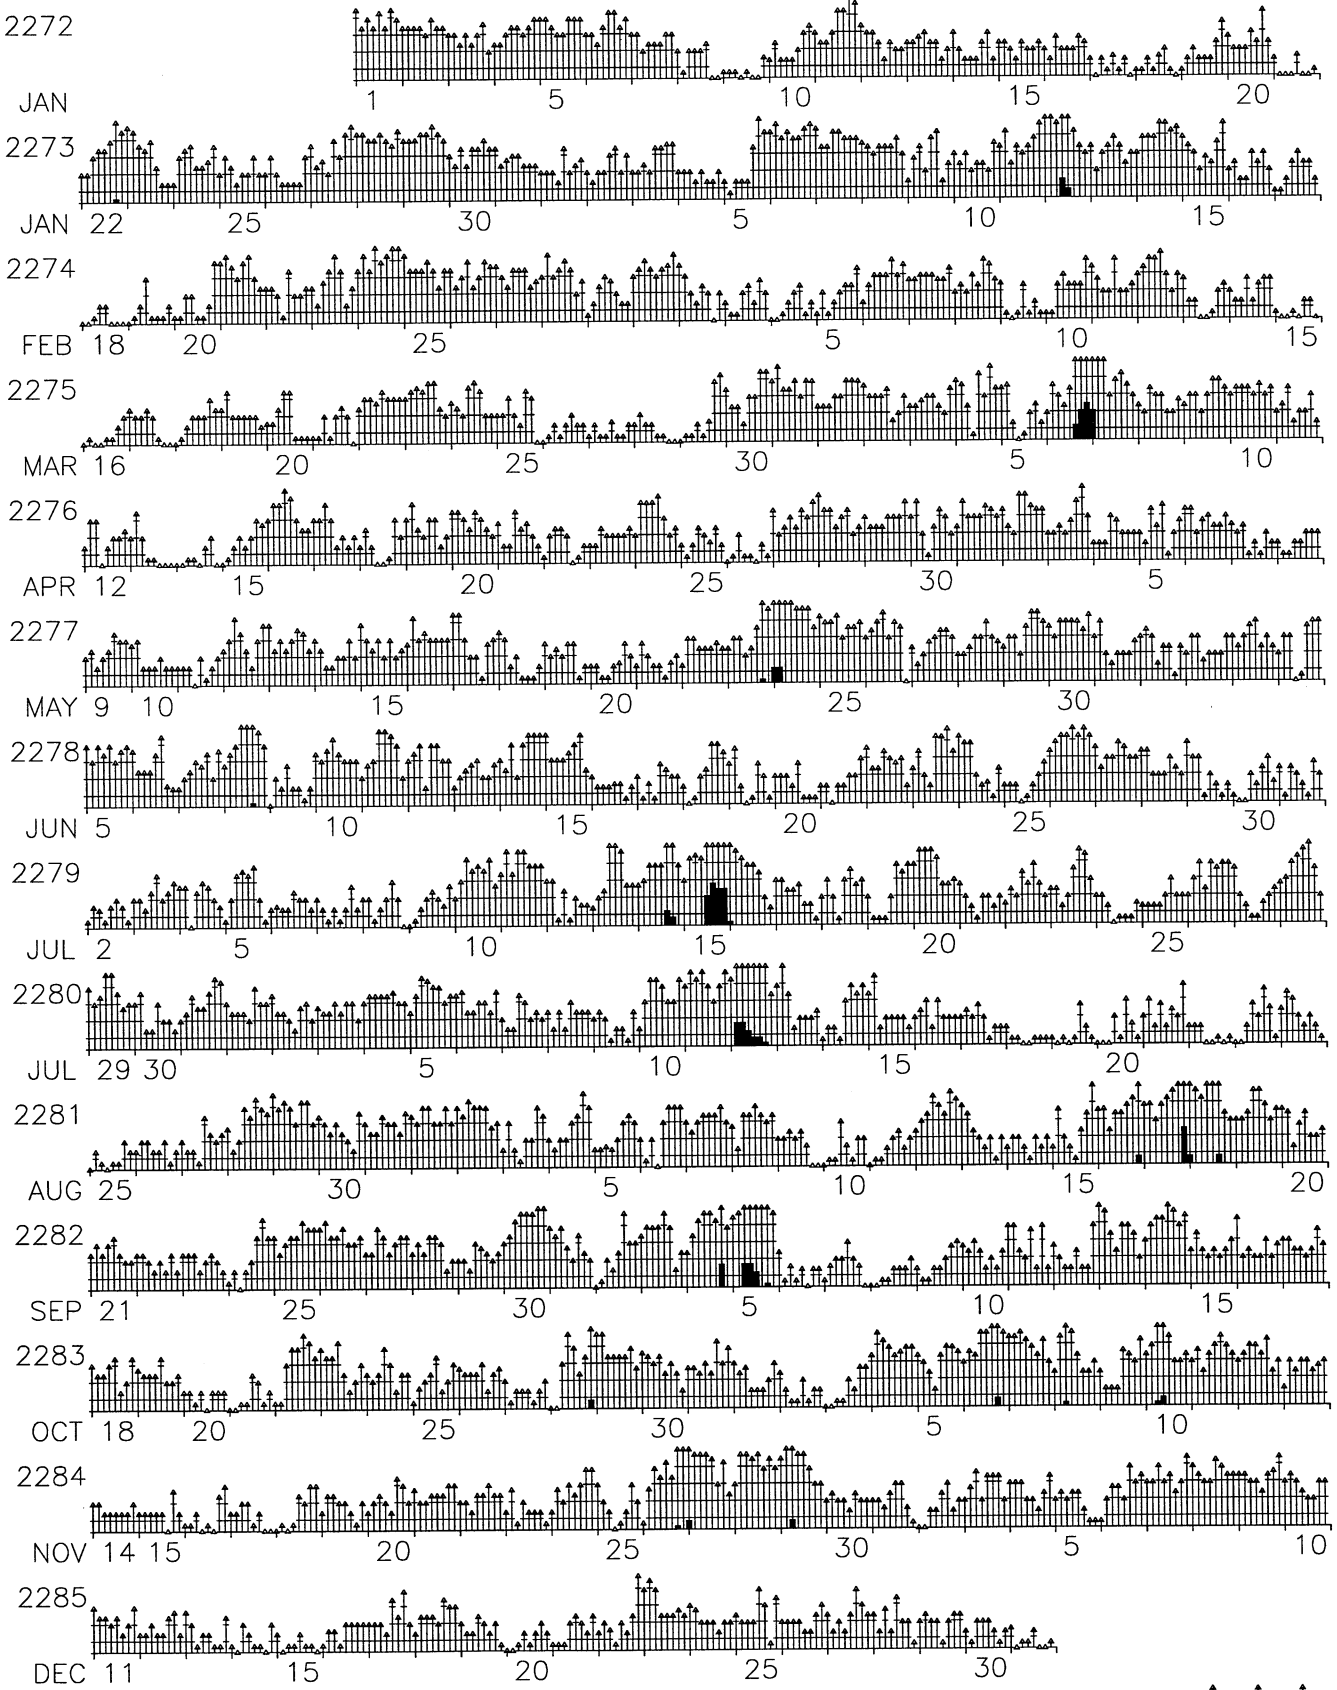 2272
JAN 1 5 10 15 20
2273
JAN 22 25 30 5 10 15
2274
FEB 18 20 25 5 10 15
2275
MAR 16 20 25 30 5 10
2276
APR 12 15 20 25 30 5
2277
MAY 9 10 15 20 25 30
2278
JUN 5 10 15 20 25 30
2279
JUL 2 5 10 15 20 25
2280
JUL 29 30 5 10 15 20
2281
AUG 25 30 5 10 15 20
2282
SEP 21 25 30 5 10 15
2283
OCT 18 20 25 30 5 10
2284
NOV 14 15 20 25 30 5 10
2285
DEC 11 15 20 25 30